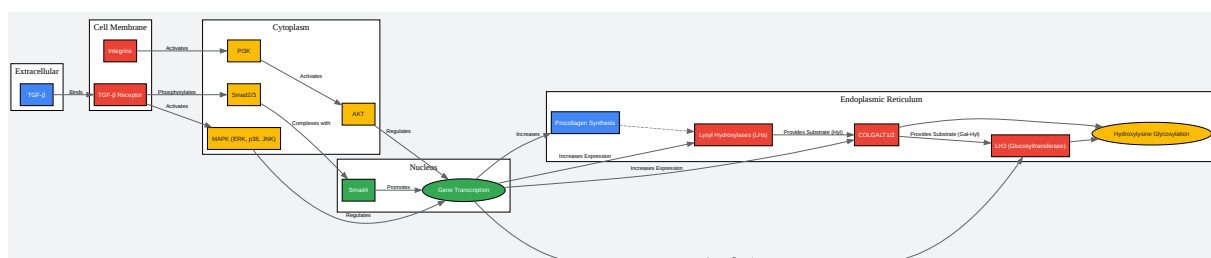 Cell Membrane
Cytoplasm
Integrins
Activates
PI3K
Extracellular
Activates
TGF-β
Binds
TGF-β Receptor
Phosphorylates
Smad2/3
Activates
AKT
MAPK (ERK, p38, JNK)
Complexes with
Regulates
Nucleus
Smad4
Promotes
Gene Transcription
Regulates
Endoplasmic Reticulum
Increases
Procollagen Synthesis
Lysyl Hydroxylases (LHs)
Provides Substrate (Hyl)
COLGALT1/2
Provides Substrate (Gal-Hyl)
LH3 (Glucosyltransferase)
Hydroxylysine Glycosylation
Increases Expression
Increases Expression